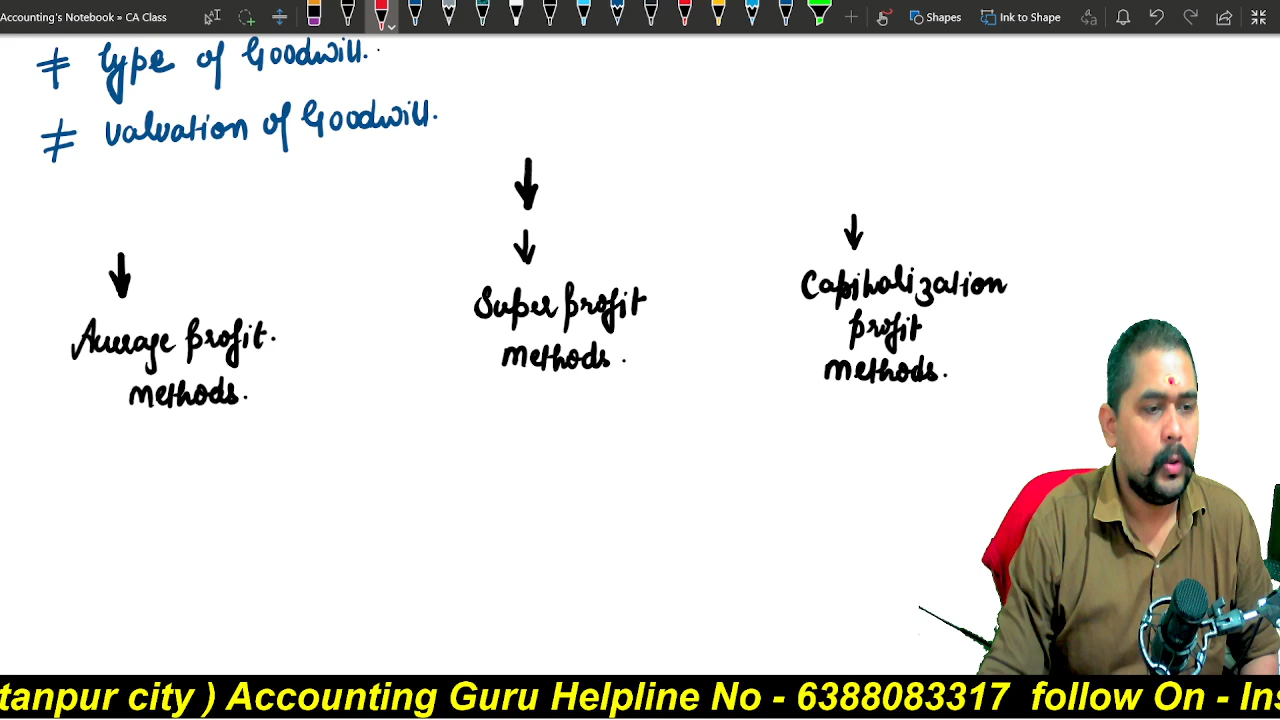 Accounting's Notebook » CA Class
Shapes
Ink to Shape
≠ type of Goodwill.
≠ valuation of Goodwill.
Average profit.
methods.
Super profit
methods.
Capitalization
profit
methods.
tanpur city ) Accounting Guru Helpline No - 6388083317 follow On - Ins